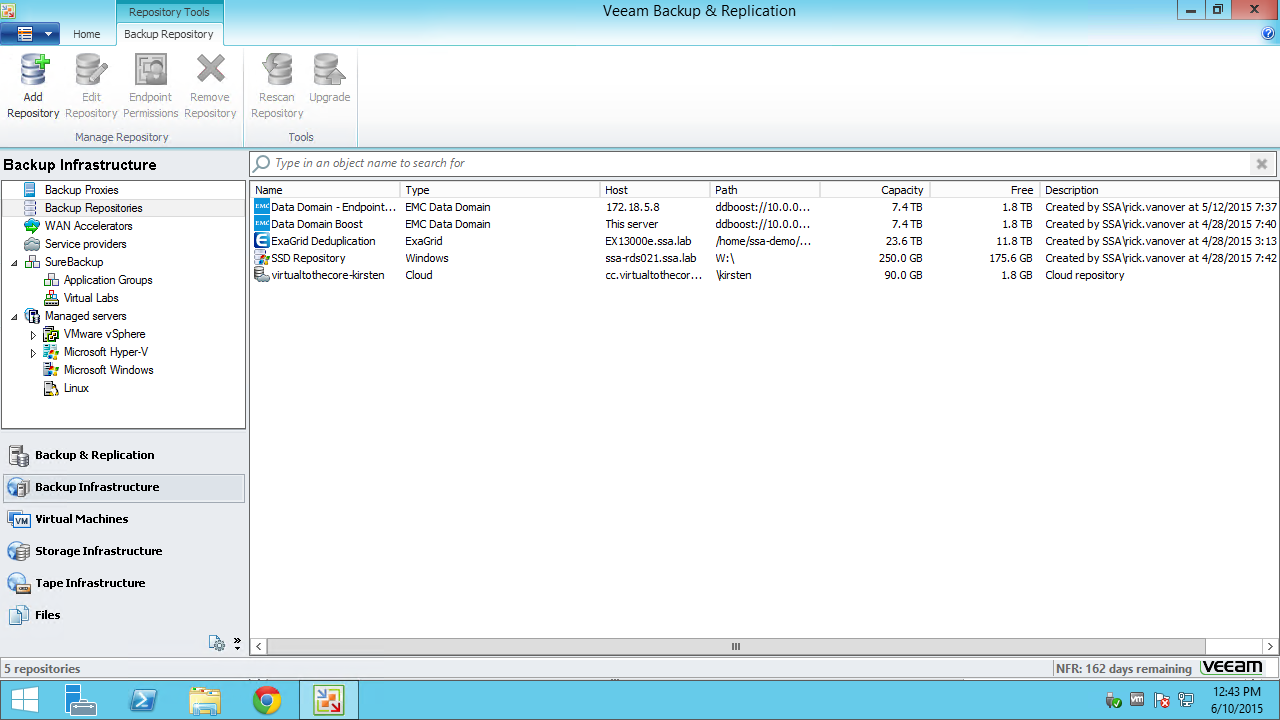 Repository Tools
Veeam Backup & Replication
Home
Backup Repository
Add Repository
Edit Repository
Endpoint Permissions
Remove Repository
Rescan Repository
Upgrade
Manage Repository
Tools
Backup Infrastructure
Type in an object name to search for
Backup Proxies
Backup Repositories
WAN Accelerators
Service providers
SureBackup
Application Groups
Virtual Labs
Managed servers
VMware vSphere
Microsoft Hyper-V
Microsoft Windows
Linux
Name Type Host Path Capacity Free Description
EMC Data Domain - Endpoint... EMC Data Domain 172.18.5.8 ddboost://10.0.0... 7.4 TB 1.8 TB Created by SSA\rick.vanover at 5/12/2015 7:37
EMC Data Domain Boost EMC Data Domain This server ddboost://10.0.0... 7.4 TB 1.8 TB Created by SSA\rick.vanover at 4/28/2015 7:40
ExaGrid Deduplication ExaGrid EX13000e.ssa.lab /home/ssa-demo/... 23.6 TB 11.8 TB Created by SSA\rick.vanover at 4/28/2015 3:13
SSD Repository Windows ssa-rds021.ssa.lab W:\ 250.0 GB 175.6 GB Created by SSA\rick.vanover at 4/28/2015 7:42
virtualtothecore-kirsten Cloud cc.virtualtothecor... \kirsten 90.0 GB 1.8 GB Cloud repository
Backup & Replication
Backup Infrastructure
VM Virtual Machines
Storage Infrastructure
Tape Infrastructure
Files
5 repositories
NFR: 162 days remaining
veeam
12:43 PM
6/10/2015